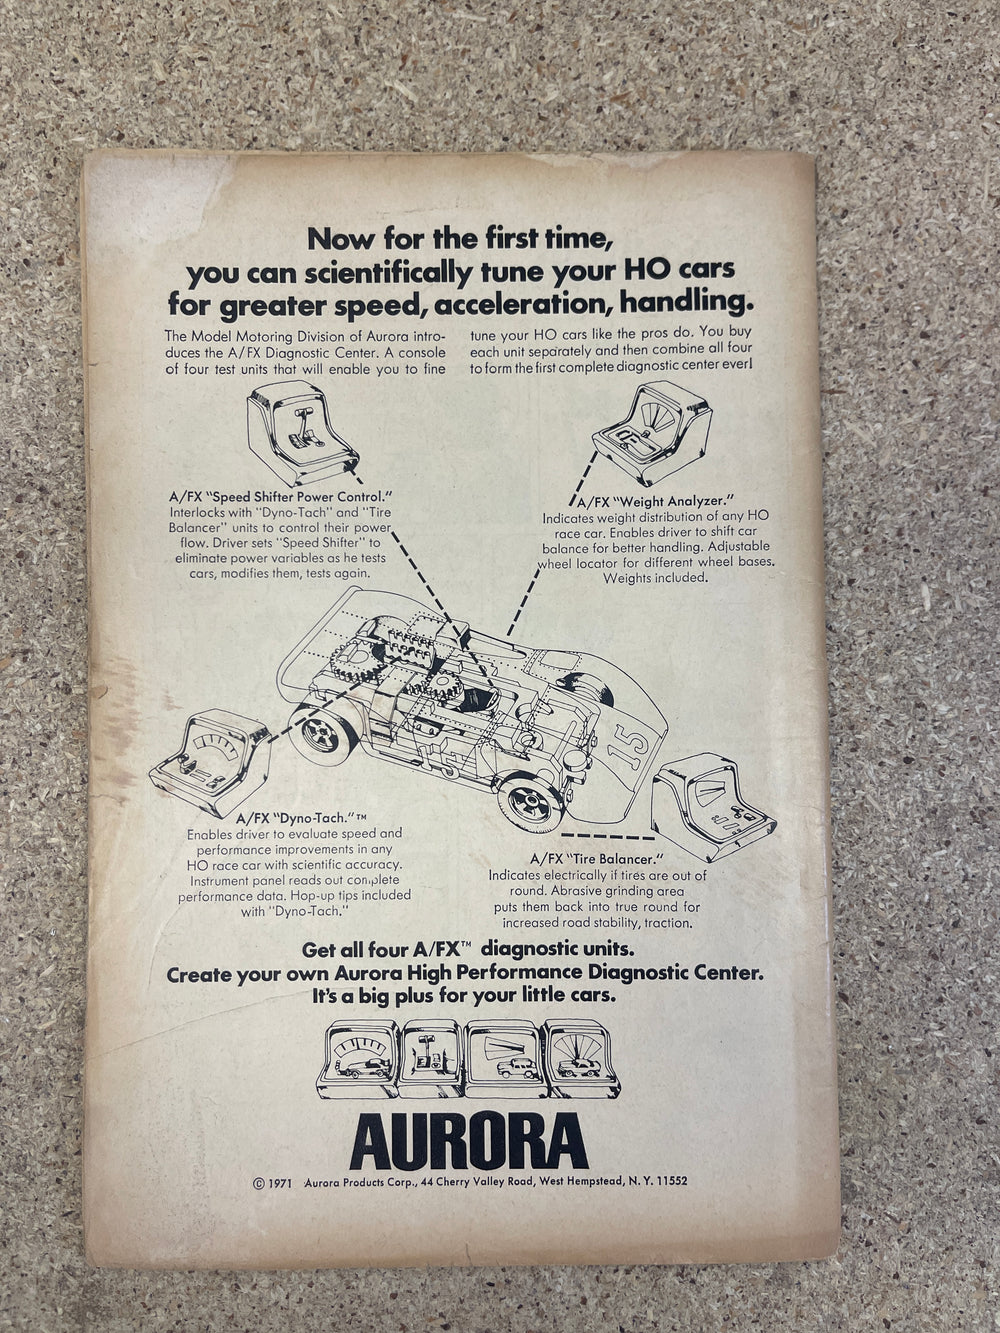 Now for the first time,
you can scientifically tune your HO cars
for greater speed, acceleration, handling.
The Model Motoring Division of Aurora intro-
duces the A/FX Diagnostic Center. A console
of four test units that will enable you to fine
tune your HO cars like the pros do. You buy
each unit separately and then combine all four
to form the first complete diagnostic center ever!
A/FX "Speed Shifter Power Control."
Interlocks with "Dyno-Tach" and "Tire
Balancer" units to control their power
flow. Driver sets "Speed Shifter" to
eliminate power variables as he tests
cars, modifies them, tests again.
A/FX "Weight Analyzer."
Indicates weight distribution of any HO
race car. Enables driver to shift car
balance for better handling. Adjustable
wheel locator for different wheel bases.
Weights included.
15
A/FX "Dyno-Tach."™
Enables driver to evaluate speed and
performance improvements in any
HO race car with scientific accuracy.
Instrument panel reads out complete
performance data. Hop-up tips included
with "Dyno-Tach."
A/FX "Tire Balancer."
Indicates electrically if tires are out of
round. Abrasive grinding area
puts them back into true round for
increased road stability, traction.
Get all four A/FX™ diagnostic units.
Create your own Aurora High Performance Diagnostic Center.
It's a big plus for your little cars.
AURORA
© 1971 Aurora Products Corp., 44 Cherry Valley Road, West Hempstead, N. Y. 11552